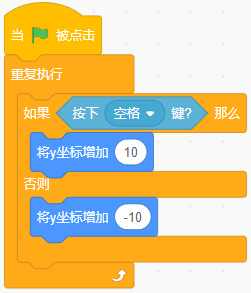 当 被点击
重复执行
如果 按下 空格 键? 那么
将y坐标增加 10
否则
将y坐标增加 -10